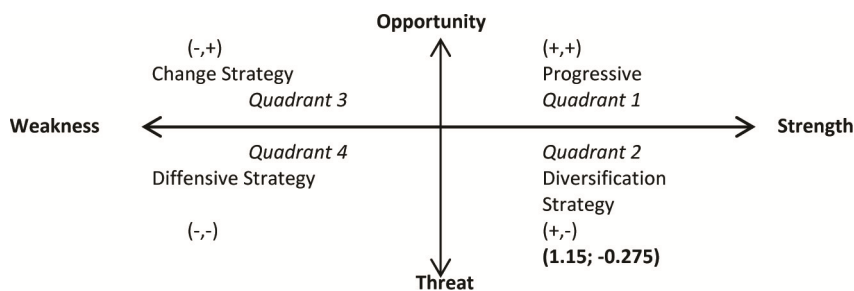 Opportunity
(-,+)
Change Strategy
Quadrant 3
(+,+)
Progressive
Quadrant 1
Weakness
Strength
Quadrant 4
Diffensive Strategy
(-,-)
Quadrant 2
Diversification
Strategy
(+,-)
(1.15; -0.275)
Threat